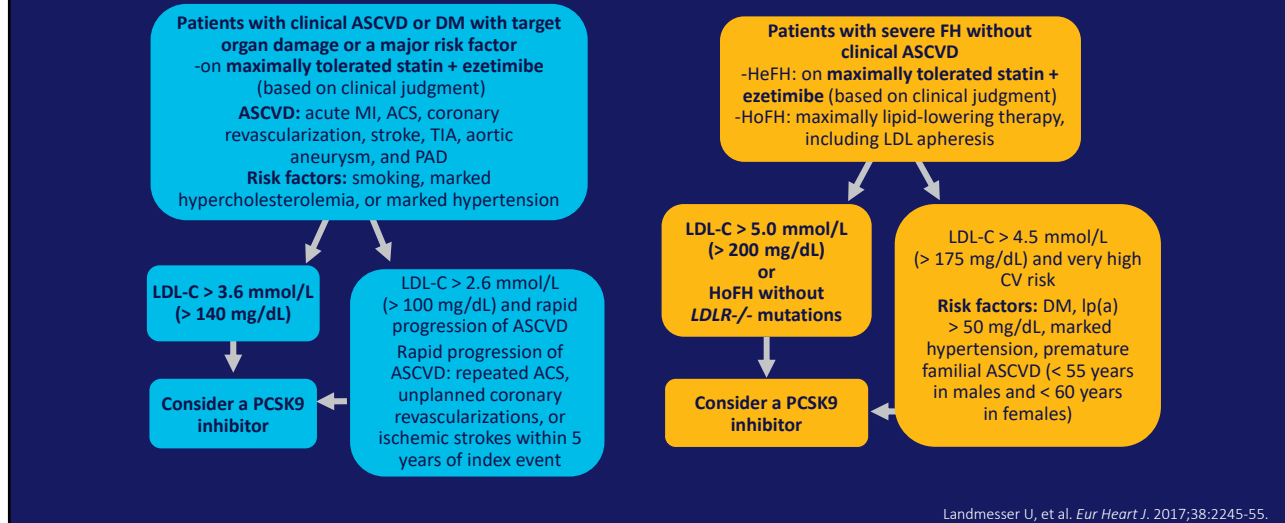 Patients with clinical ASCVD or DM with target
organ damage or a major risk factor
-on maximally tolerated statin + ezetimibe
(based on clinical judgment)
ASCVD: acute MI, ACS, coronary
revascularization, stroke, TIA, aortic
aneurysm, and PAD
Risk factors: smoking, marked
hypercholesterolemia, or marked hypertension
LDL-C > 3.6 mmol/L
(> 140 mg/dL)
LDL-C > 2.6 mmol/L
(> 100 mg/dL) and rapid
progression of ASCVD
Rapid progression of
ASCVD: repeated ACS,
unplanned coronary
revascularizations, or
ischemic strokes within 5
years of index event
Consider a PCSK9
inhibitor
Patients with severe FH without
clinical ASCVD
-HeFH: on maximally tolerated statin +
ezetimibe (based on clinical judgment)
-HoFH: maximally lipid-lowering therapy,
including LDL apheresis
LDL-C > 5.0 mmol/L
(> 200 mg/dL)
or
HoFH without
LDLR-/- mutations
LDL-C > 4.5 mmol/L
(> 175 mg/dL) and very high
CV risk
Risk factors: DM, lp(a)
> 50 mg/dL, marked
hypertension, premature
familial ASCVD (< 55 years
in males and < 60 years
in females)
Consider a PCSK9
inhibitor
Landmesser U, et al. Eur Heart J. 2017;38:2245-55.